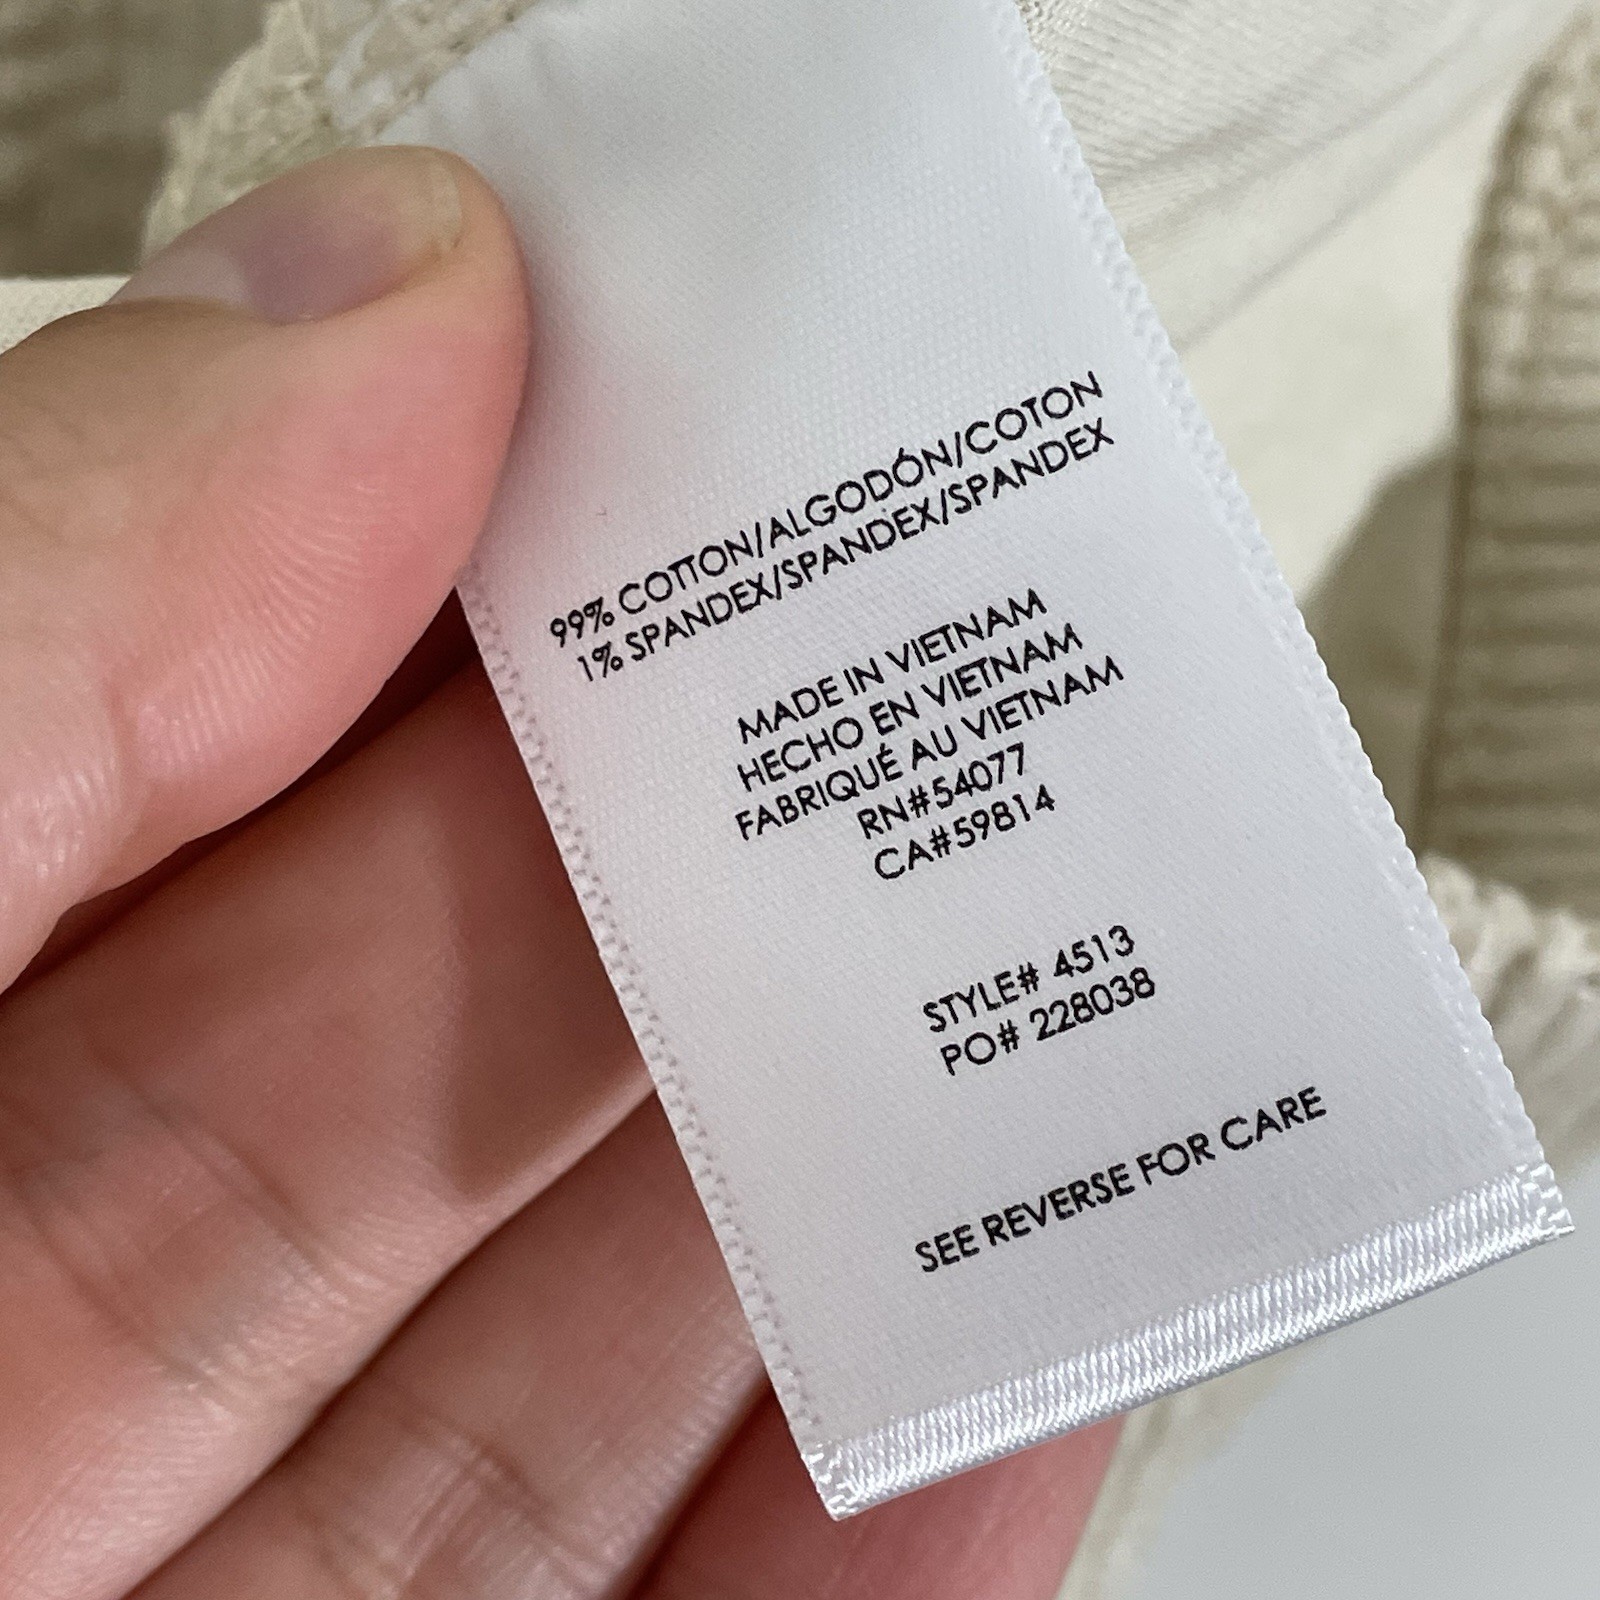 99% COTTON/ALGODÓN/COTON
1% SPANDEX/SPANDEX/SPANDEX
MADE IN VIETNAM
HECHO EN VIETNAM
FABRIQUÉ AU VIETNAM
RN#54077
CA#59814
STYLE# 4513
PO# 228038
SEE REVERSE FOR CARE